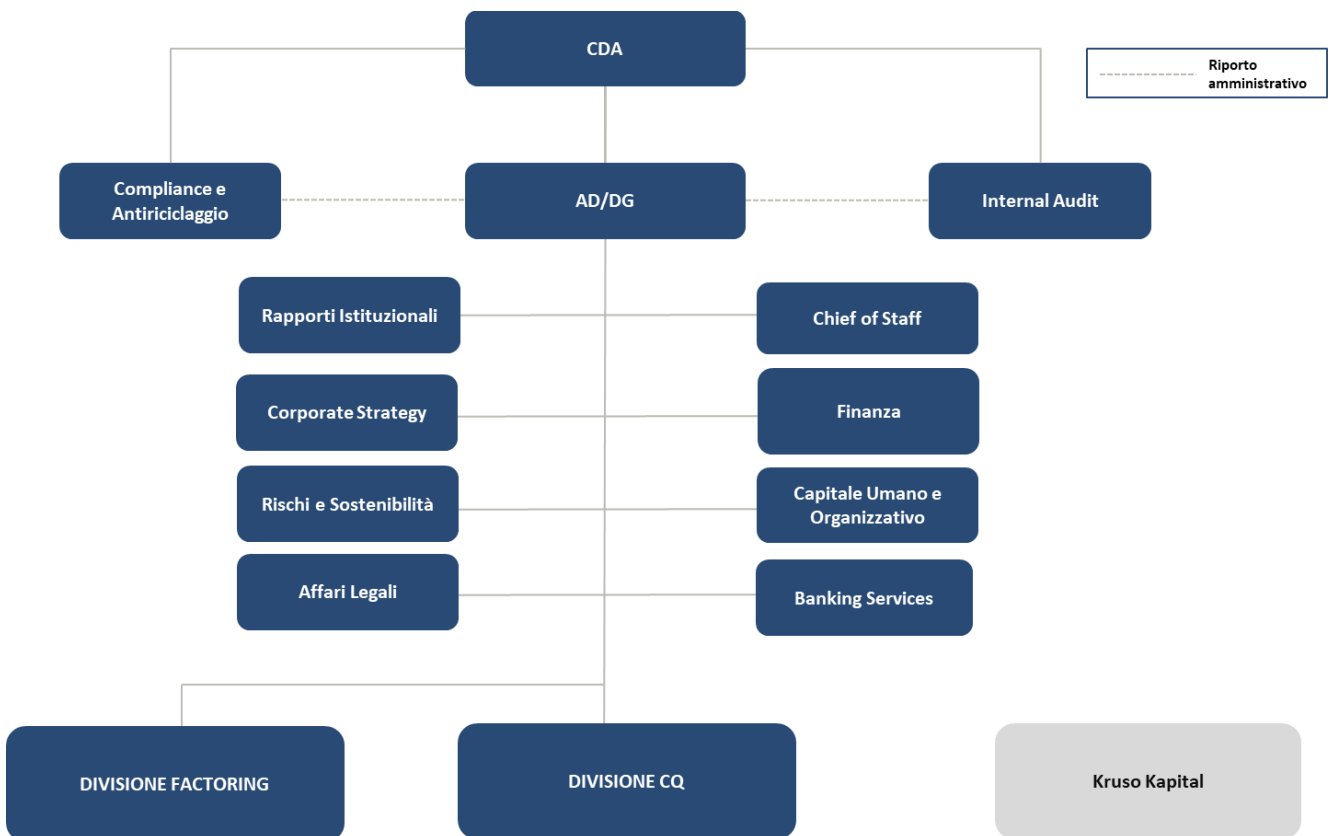 CDA
Riporto
amministrativo
Compliance e
Antiriciclaggio
AD/DG
Internal Audit
Rapporti Istituzionali
Chief of Staff
Corporate Strategy
Finanza
Rischi e Sostenibilità
Capitale Umano e
Organizzativo
Affari Legali
Banking Services
DIVISIONE FACTORING
DIVISIONE CQ
Kruso Kapital